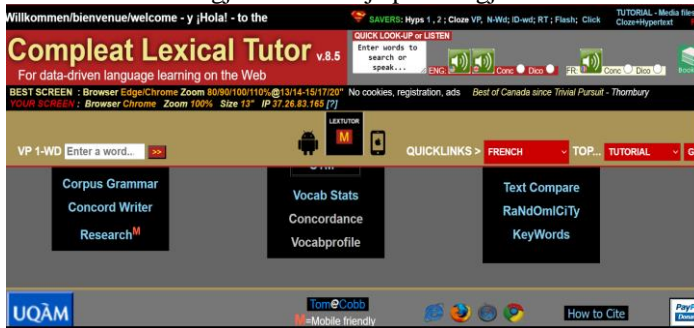 Willkommen/bienvenue/welcome - y ¡Hola! - to the
SAVERS: Hyps 1 , 2 ; Cloze VP, N-Wd; ID-wd; RT ; Flash; Click
TUTORIAL - Media files
Cloze+Hypertext
Compleat Lexical Tutor v.8.5
For data-driven language learning on the Web
QUICK LOOK-UP or LISTEN
Enter words to
search or
speak...
ENG:
Conc
Dico
FR:
Conc
Dico
BEST SCREEN : Browser Edge/Chrome Zoom 80/90/100/110%@13/14-15/17/20"
No cookies, registration, ads
Best of Canada since Trivial Pursuit - Thornbury
YOUR SCREEN : Browser Chrome Zoom 100% Size 13" IP 37.26.83.165 [?]
LEXTUTOR
M
VP 1-WD
Enter a word...
>>
QUICKLINKS >
FRENCH
TOP...
TUTORIAL
Corpus Grammar
Concord Writer
Research M
Vocab Stats
Concordance
Vocabprofile
Text Compare
RaNdOmICiTy
KeyWords
UQÀM
Tom@Cobb
M=Mobile friendly
How to Cite